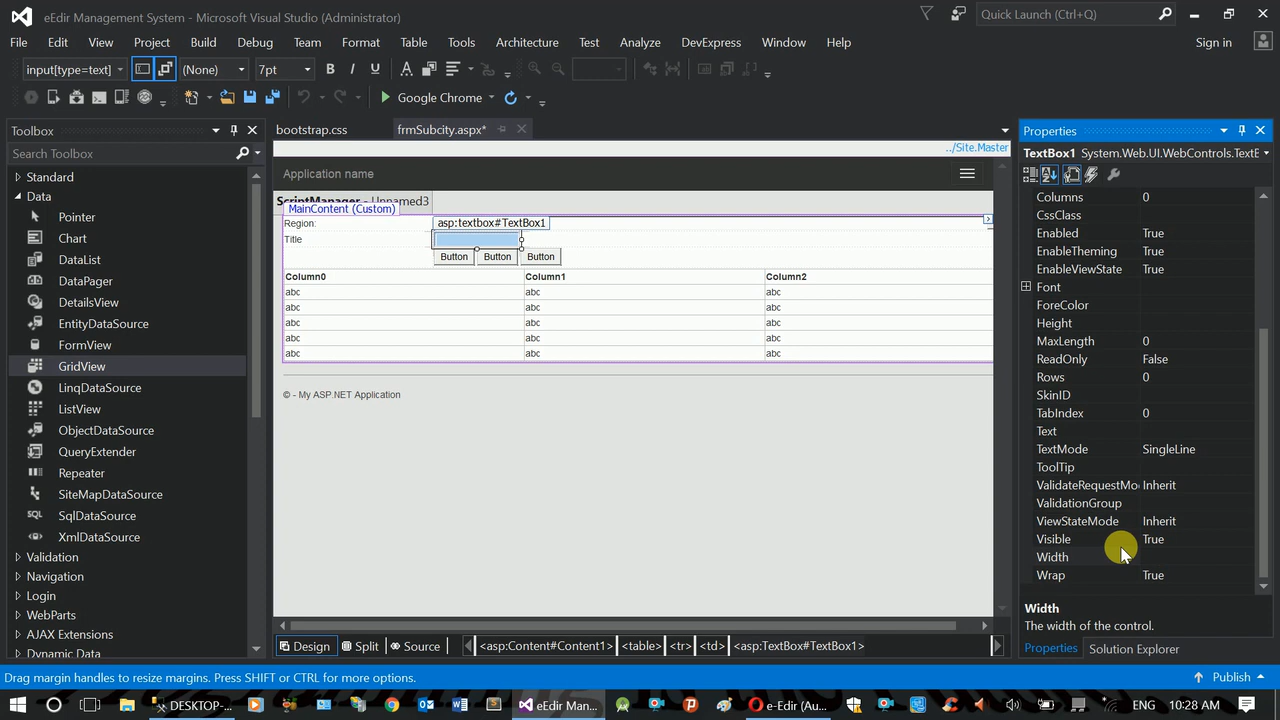 eEdir Management System - Microsoft Visual Studio (Administrator)
Quick Launch (Ctrl+Q)
File Edit View Project Build Debug Team Format Table Tools Architecture Test Analyze DevExpress Window Help
Sign in
input[type=text] (None) 7pt B I U A
Google Chrome
Toolbox
Search Toolbox
Standard
Data
Pointer
Chart
DataList
DataPager
DetailsView
EntityDataSource
FormView
GridView
LinqDataSource
ListView
ObjectDataSource
QueryExtender
Repeater
SiteMapDataSource
SqlDataSource
XmlDataSource
Validation
Navigation
Login
WebParts
AJAX Extensions
Dynamic Data
bootstrap.css frmSubcity.aspx*
../Site.Master
Application name
ScriptManager - Unnamed3
MainContent (Custom)
Region: asp:textbox#TextBox1
Title
Button Button Button
Column0 Column1 Column2
abc abc abc
abc abc abc
abc abc abc
abc abc abc
abc abc abc
© - My ASP.NET Application
Design Split Source <asp:Content#Content1> <table> <tr> <td> <asp:TextBox#TextBox1>
Properties
TextBox1 System.Web.UI.WebControls.TextE
Columns 0
CssClass
Enabled True
EnableTheming True
EnableViewState True
Font
ForeColor
Height
MaxLength 0
ReadOnly False
Rows 0
SkinID
TabIndex 0
Text
TextMode SingleLine
ToolTip
ValidateRequestMo Inherit
ValidationGroup
ViewStateMode Inherit
Visible True
Width
Wrap True
Width
The width of the control.
Properties Solution Explorer
Drag margin handles to resize margins. Press SHIFT or CTRL for more options.
Publish
DESKTOP-... eEdir Man... e-Edir (Au... ENG 10:28 AM